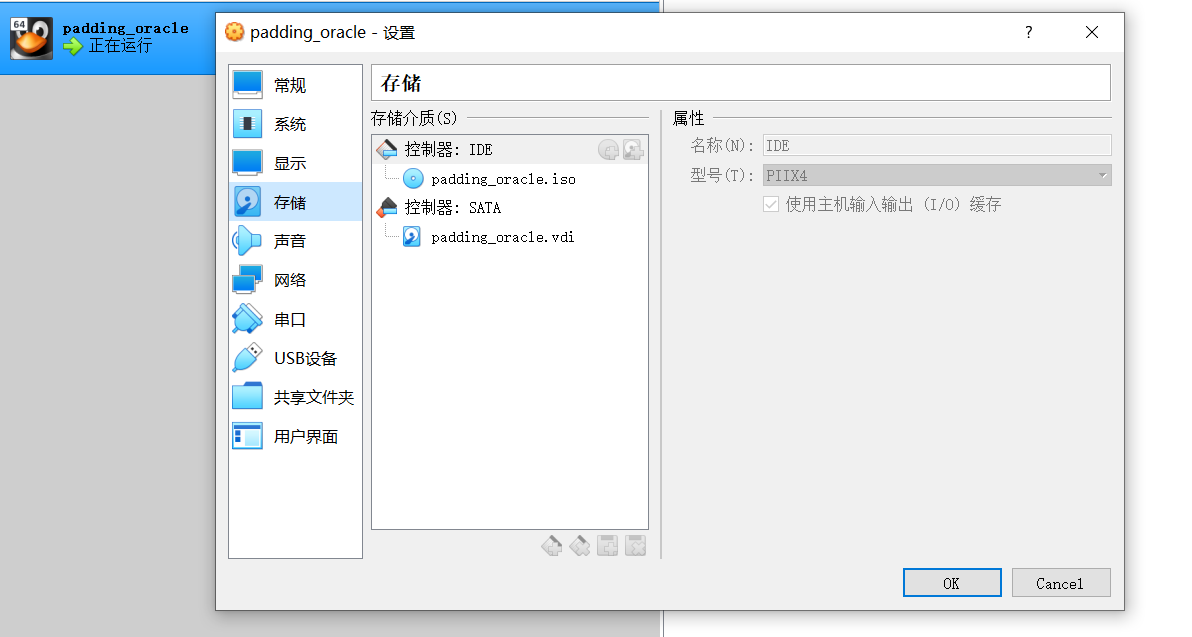 64
padding_oracle
正在运行
padding_oracle - 设置
?
常规
系统
显示
存储
声音
网络
串口
USB设备
共享文件夹
用户界面
存储
存储介质(S)
控制器: IDE
padding_oracle.iso
控制器: SATA
padding_oracle.vdi
属性
名称(N): IDE
型号(T): PIIX4
使用主机输入输出 (I/O) 缓存
OK
Cancel